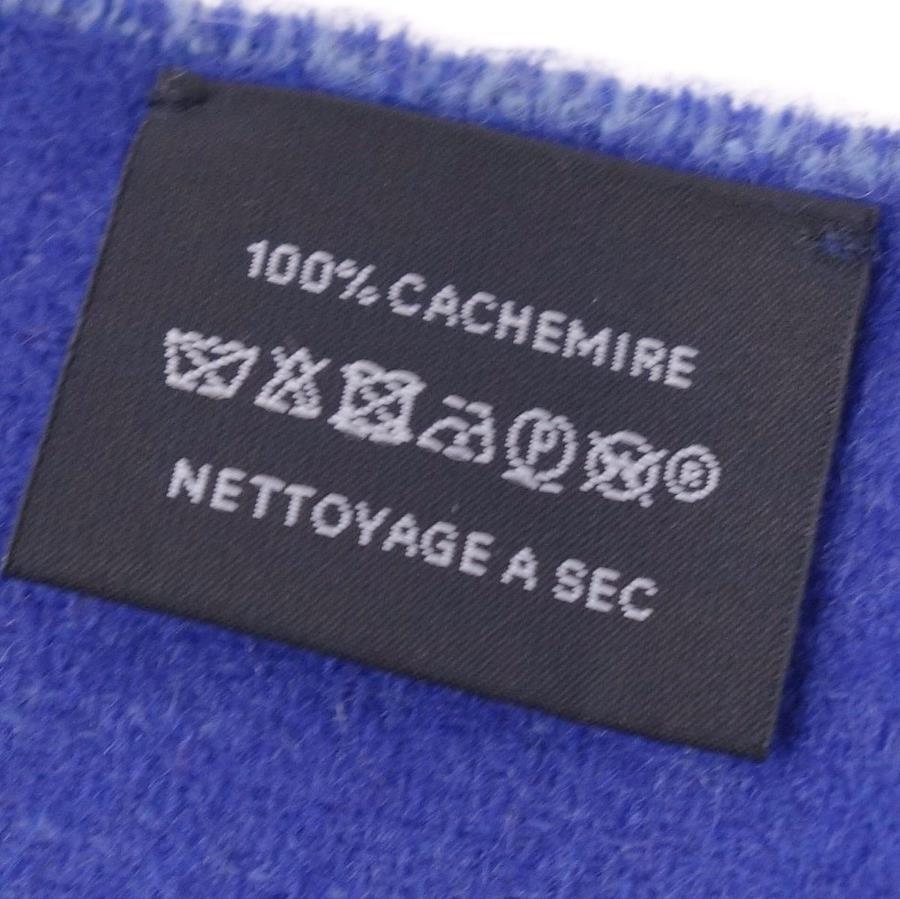 100% CACHEMIRE
P W ®
NETTOYAGE A SEC